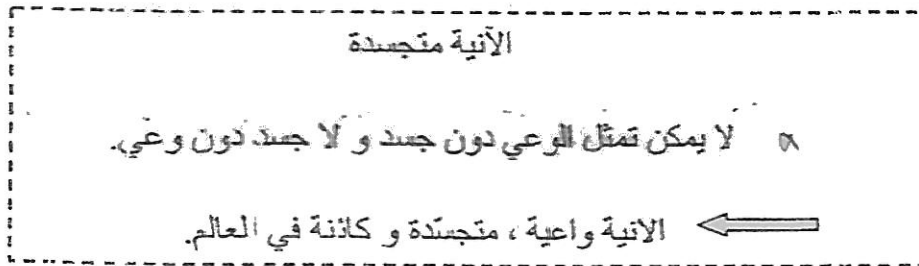 الآنية متجسدة
لا يمكن تمثل الوعي دون جسد و لا جسد دون وعي.
الانية واعية ، متجسّدة و كائنة في العالم.